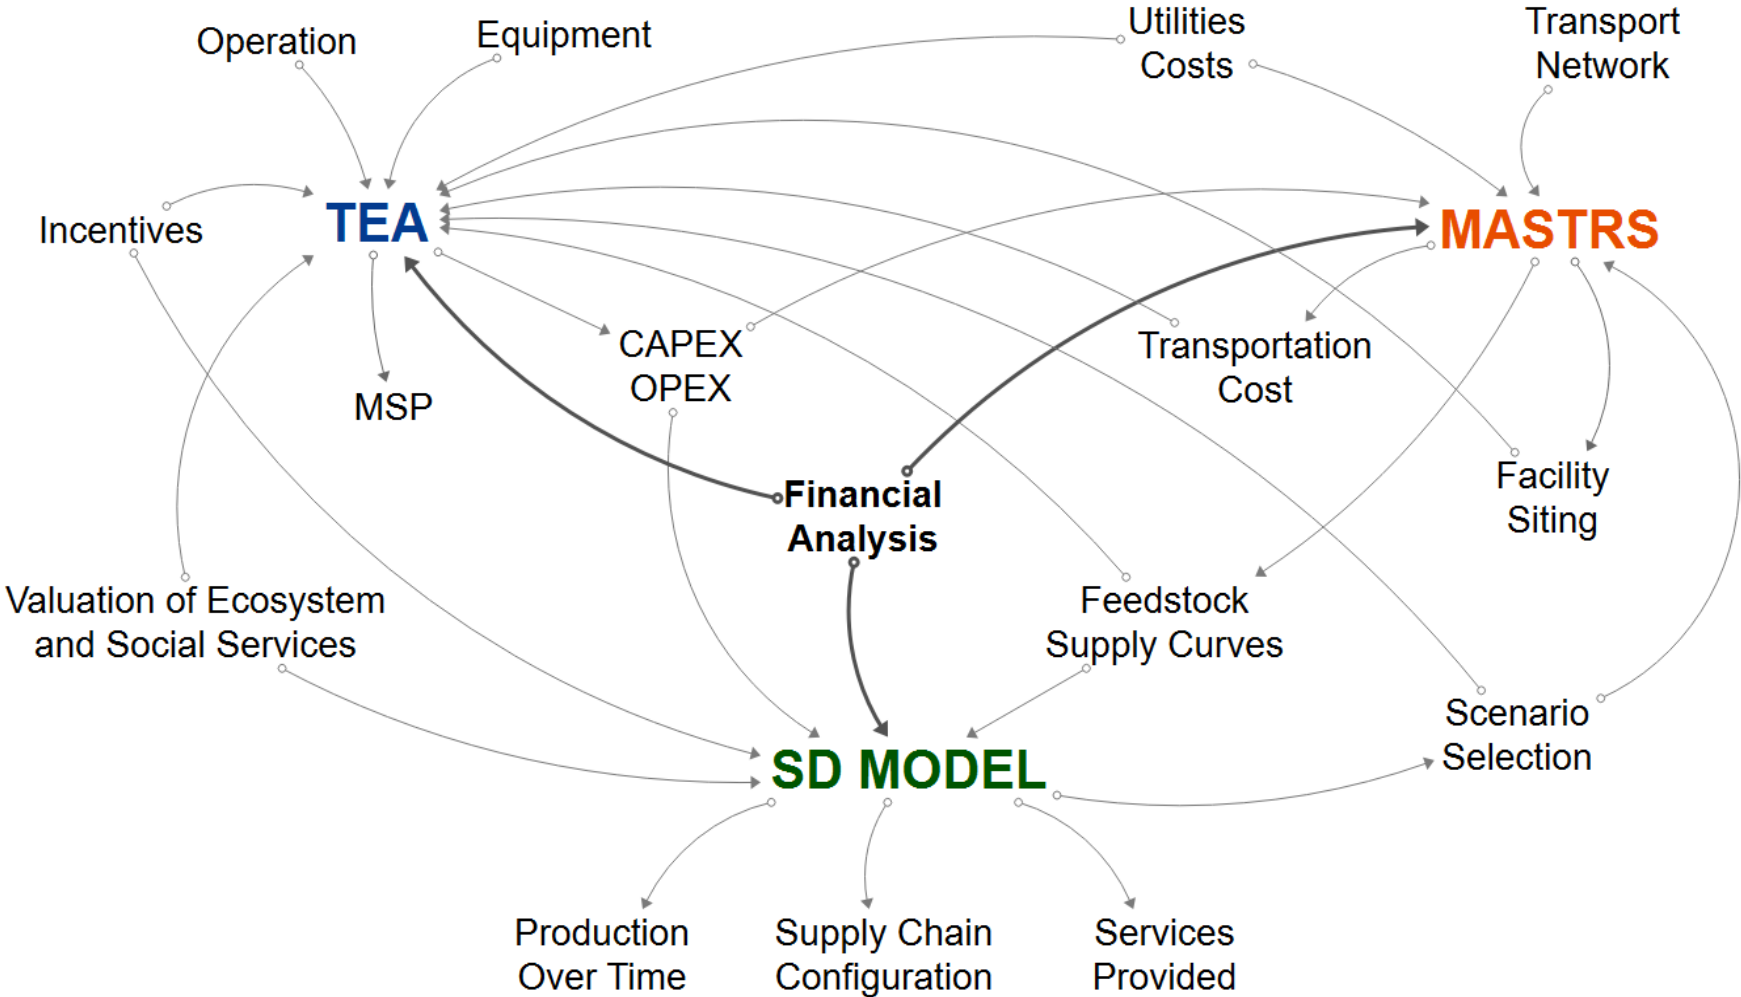 Operation
Equipment
Utilities
Costs
Transport
Network
Incentives
TEA
MASTRS
CAPEX
OPEX
MSP
Transportation
Cost
Financial
Analysis
Facility
Siting
Valuation of Ecosystem
and Social Services
Feedstock
Supply Curves
Scenario
Selection
SD MODEL
Production
Over Time
Supply Chain
Configuration
Services
Provided